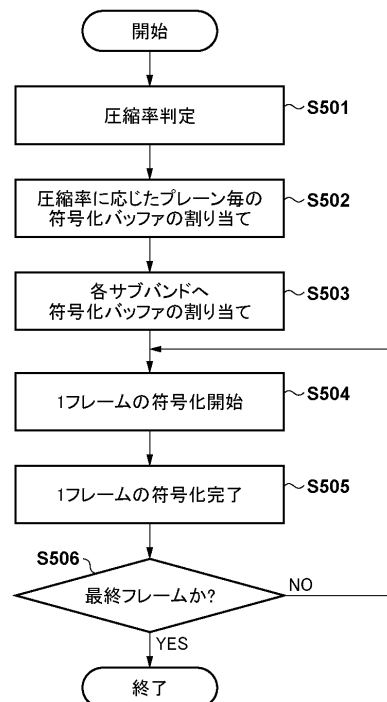 開始
圧縮率判定
S501
圧縮率に応じたプレーン毎の
符号化バッファの割り当て
S502
各サブバンドへ
符号化バッファの割り当て
S503
1フレームの符号化開始
S504
1フレームの符号化完了
S505
S506
最終フレームか?
NO
YES
終了